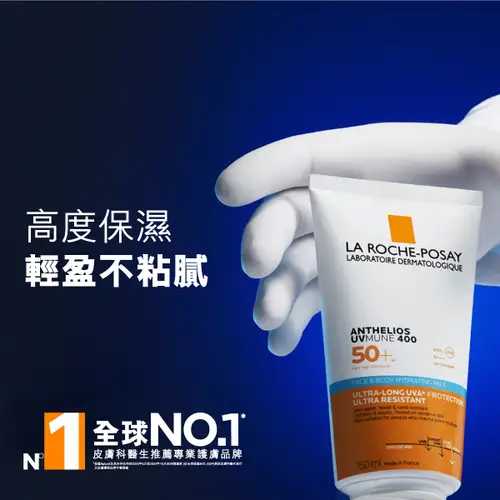 高度保濕
輕盈不粘膩
LA ROCHE-POSAY
LABORATOIRE DERMATOLOGIQUE
ANTHELIOS
UVMUNE 400
50+
FACE & BODY HYDRATING MILK
ULTRA-LONG UVA* PROTECTION
ULTRA RESISTANT
150ml Made in France
Nº1
全球NO.1*
皮膚科醫生推薦專業護膚品牌